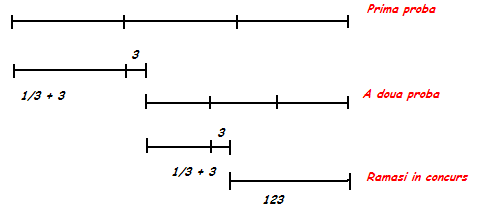 Prima proba
3
1/3 + 3
A doua proba
3
1/3 + 3
Ramasi in concurs
123